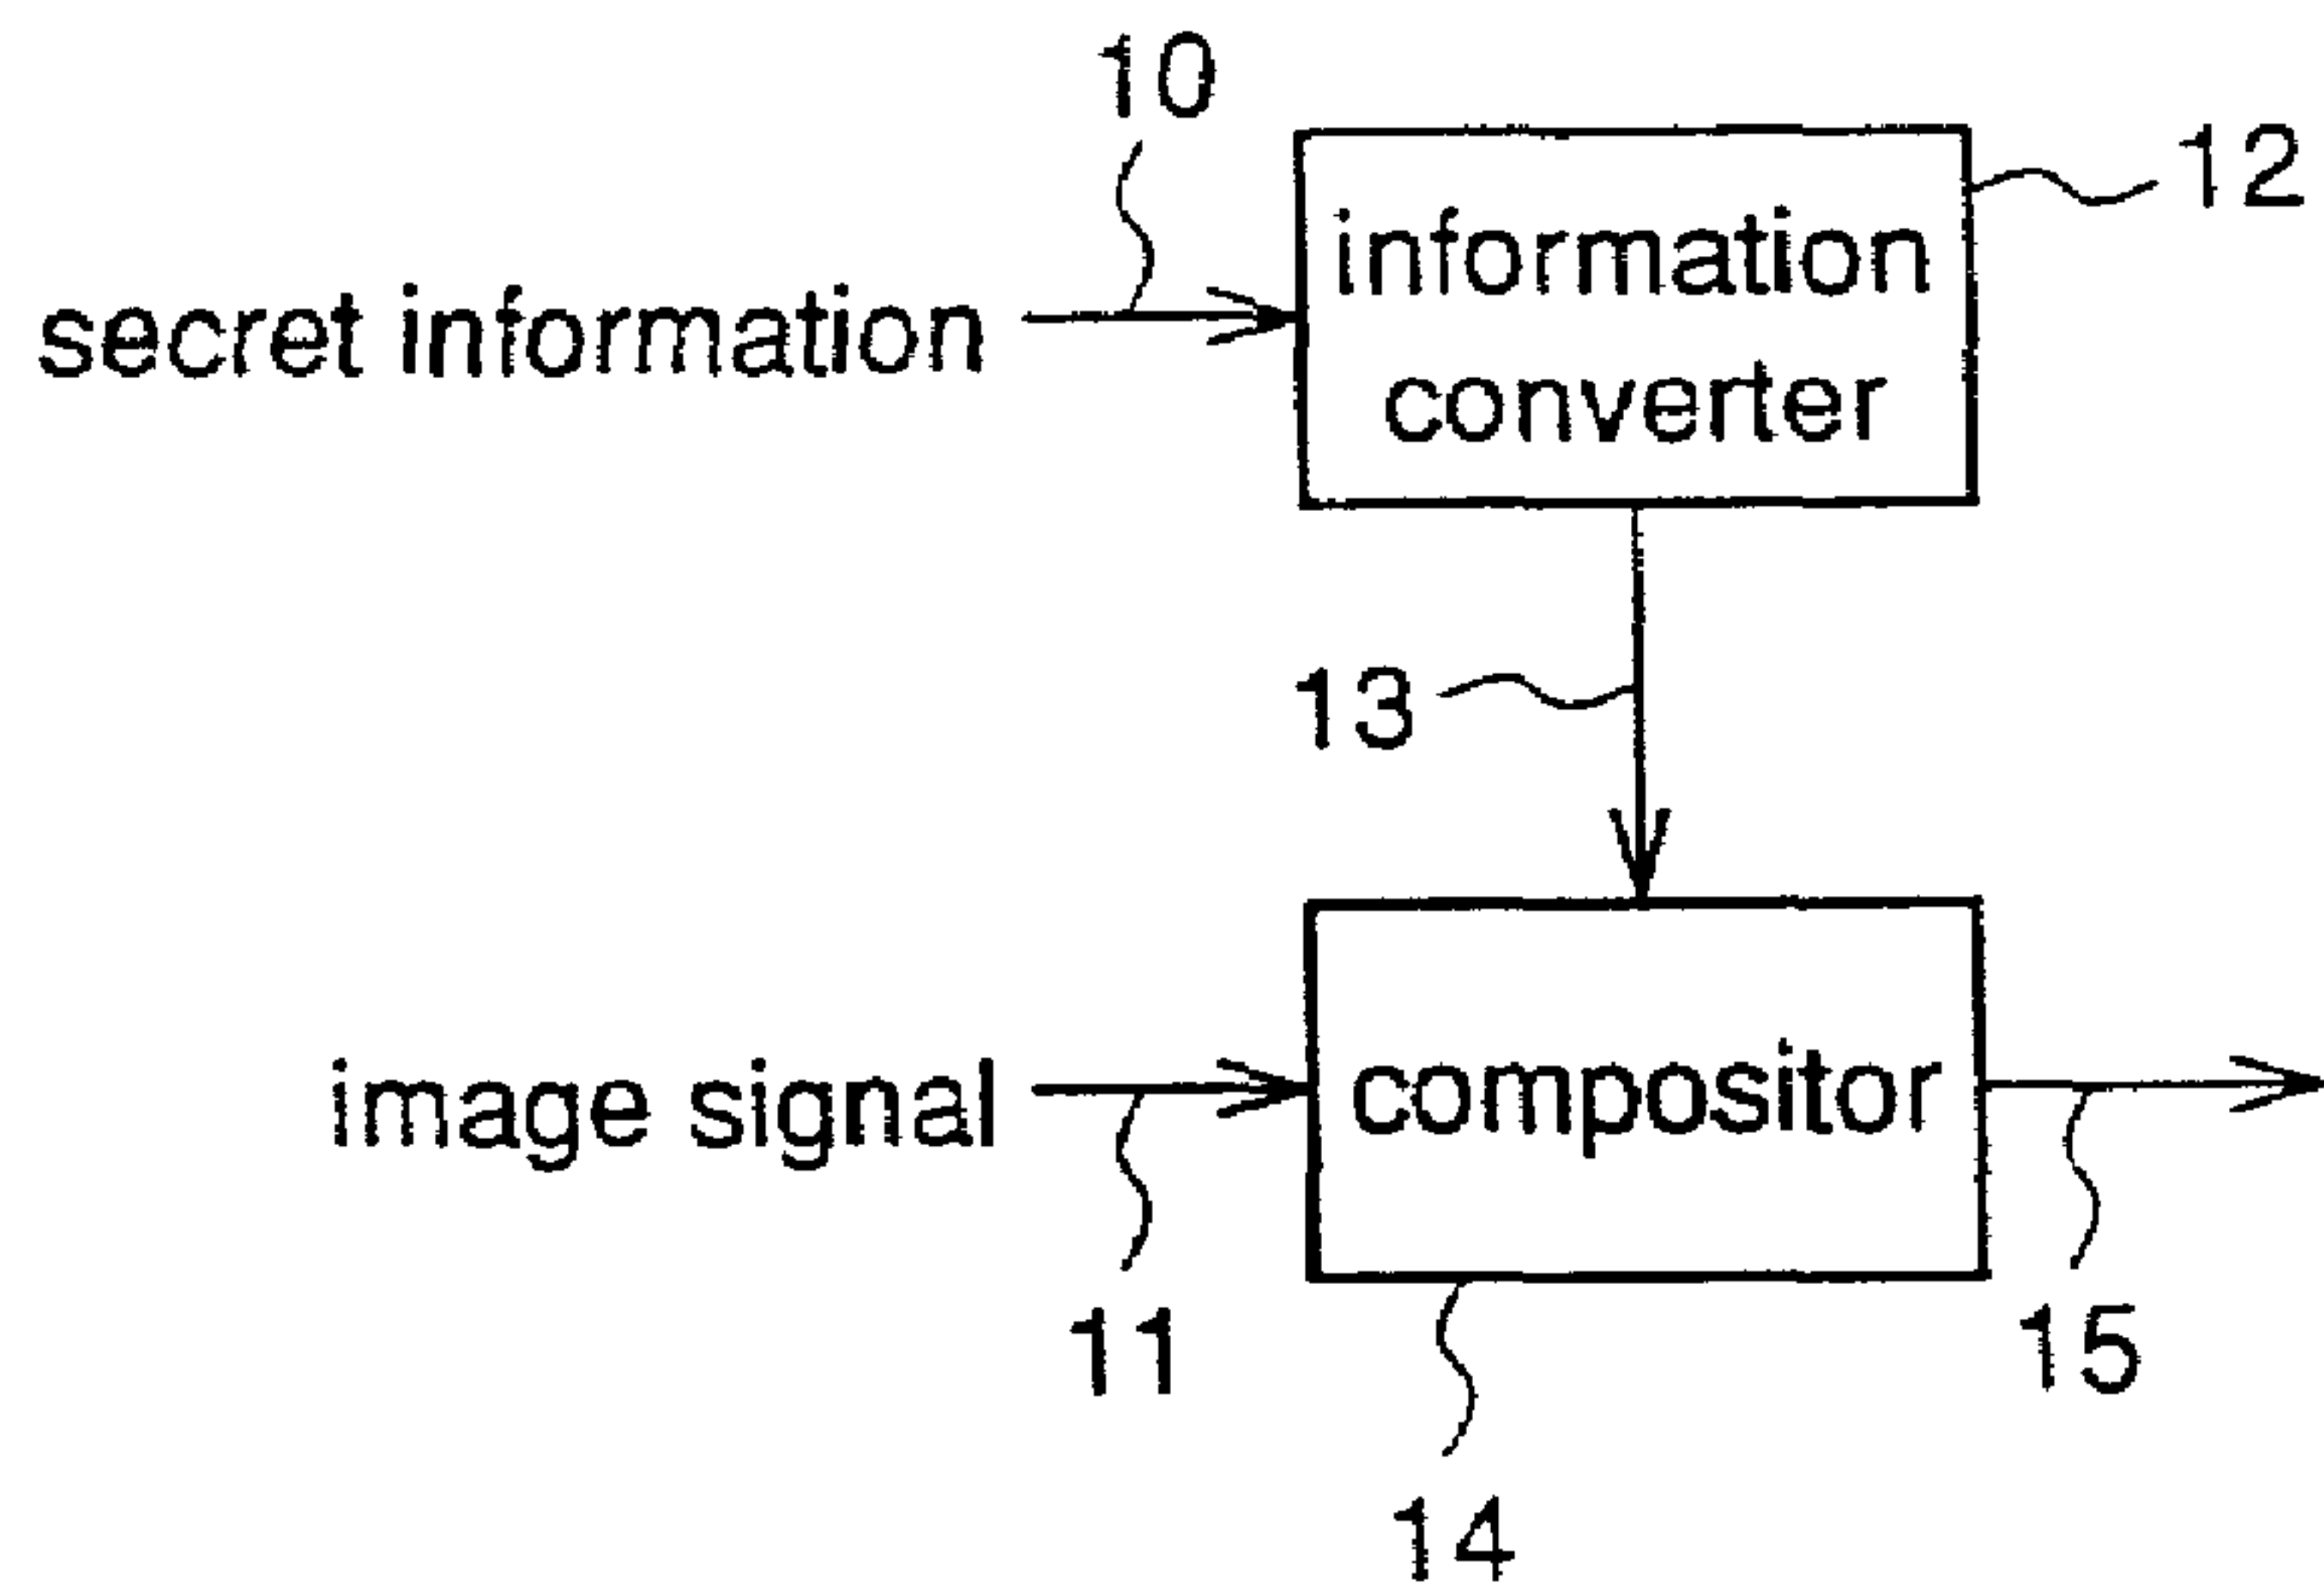 10
12
information
secret information
converter
13
image signal
compositor
11
15
14